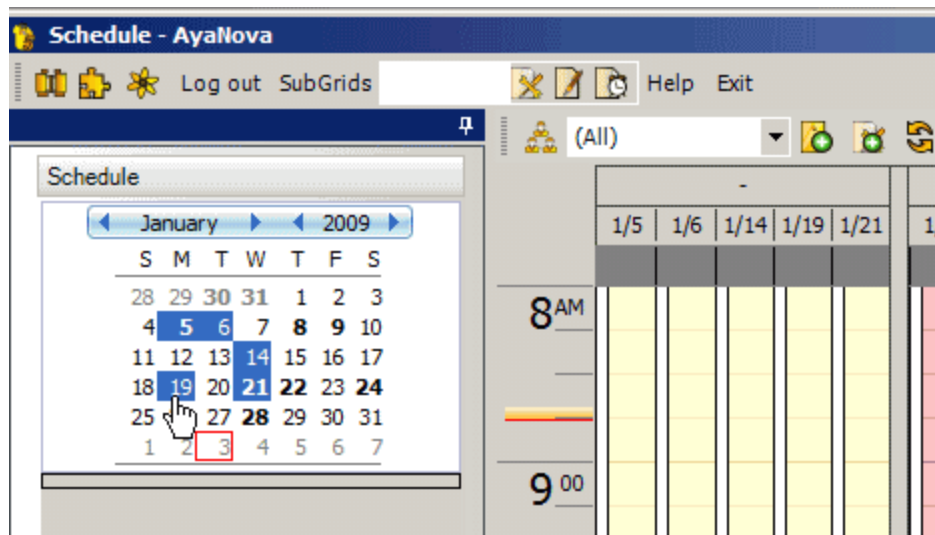 Schedule - AyaNova
Log out SubGrids Help Exit
(All)
Schedule
January 2009
S M T W T F S
28 29 30 31 1 2 3
4 5 6 7 8 9 10
11 12 13 14 15 16 17
18 19 20 21 22 23 24
25 27 28 29 30 31
1 2 3 4 5 6 7
-
1/5 1/6 1/14 1/19 1/21
8 AM
9 00